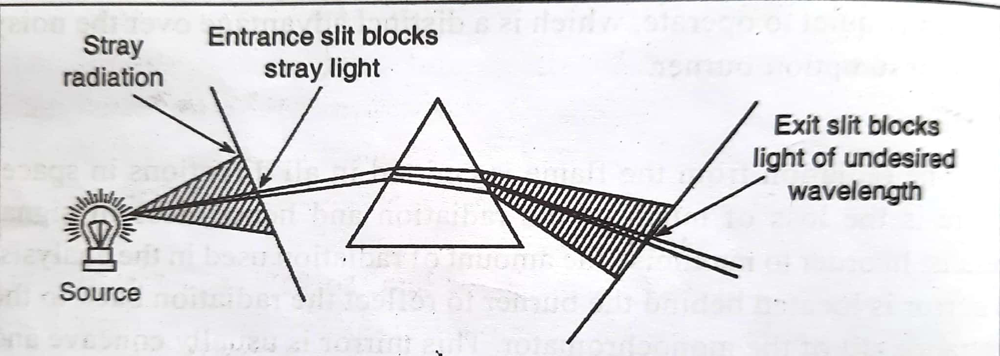 Stray
radiation
Entrance slit blocks
stray light
Exit slit blocks
light of undesired
wavelength
Source